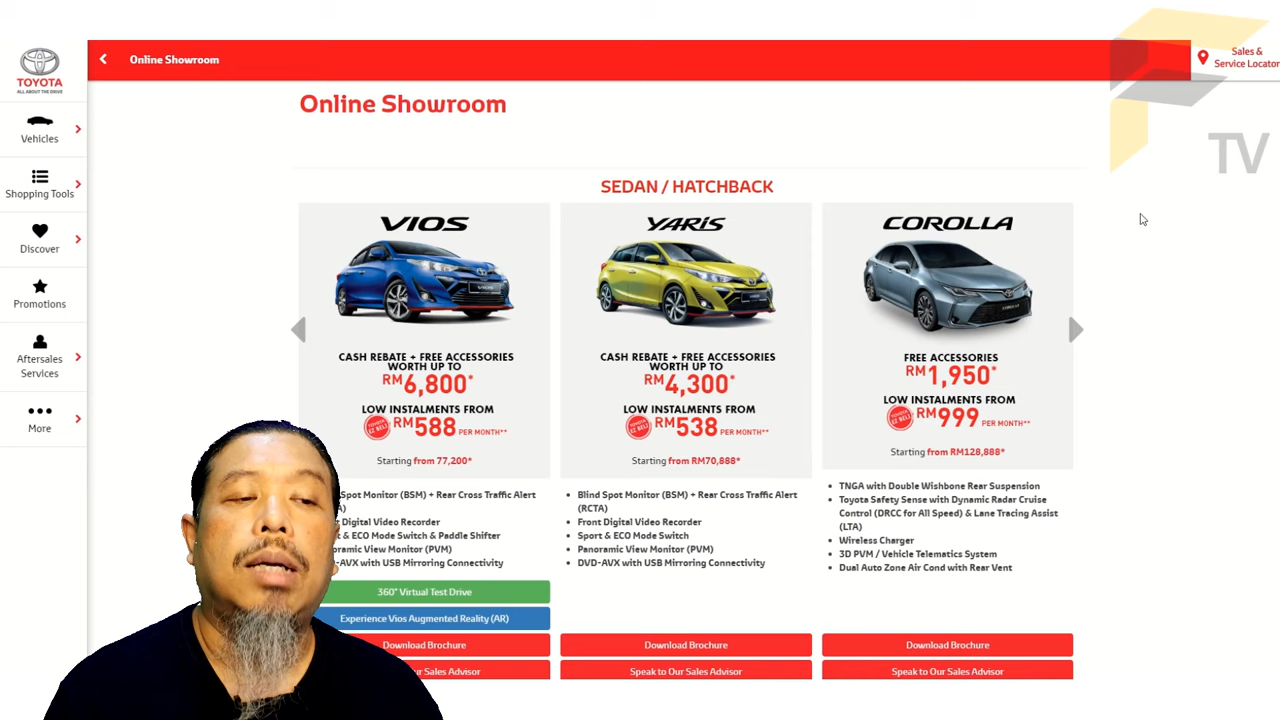 Online Showroom
Sales &
Service Locator
TOYOTA
ALL ABOUT THE DRIVE
TV
Vehicles
Shopping Tools
Discover
Promotions
Aftersales
Services
More
Online Showroom
SEDAN / HATCHBACK
VIOS
CASH REBATE + FREE ACCESSORIES
WORTH UP TO
RM6,800*
LOW INSTALMENTS FROM
TOYOTA
EZ BELI
RM588 PER MONTH**
Starting from 77,200*
Spot Monitor (BSM) + Rear Cross Traffic Alert
Digital Video Recorder
& ECO Mode Switch & Paddle Shifter
View Monitor (PVM)
-AVX with USB Mirroring Connectivity
360° Virtual Test Drive
Experience Vios Augmented Reality (AR)
Download Brochure
Sales Advisor
YARiS
CASH REBATE + FREE ACCESSORIES
WORTH UP TO
RM4,300*
LOW INSTALMENTS FROM
TOYOTA
EZ BELI
RM538 PER MONTH**
Starting from RM70,888*
• Blind Spot Monitor (BSM) + Rear Cross Traffic Alert
(RCTA)
• Front Digital Video Recorder
• Sport & ECO Mode Switch
• Panoramic View Monitor (PVM)
• DVD-AVX with USB Mirroring Connectivity
Download Brochure
Speak to Our Sales Advisor
COROLLA
COROLLA
FREE ACCESSORIES
RM1,950*
LOW INSTALMENTS FROM
TOYOTA
EZ BELI
RM999 PER MONTH**
Starting from RM128,888*
• TNGA with Double Wishbone Rear Suspension
• Toyota Safety Sense with Dynamic Radar Cruise
Control (DRCC for All Speed) & Lane Tracing Assist
(LTA)
• Wireless Charger
• 3D PVM / Vehicle Telematics System
• Dual Auto Zone Air Cond with Rear Vent
Download Brochure
Speak to Our Sales Advisor